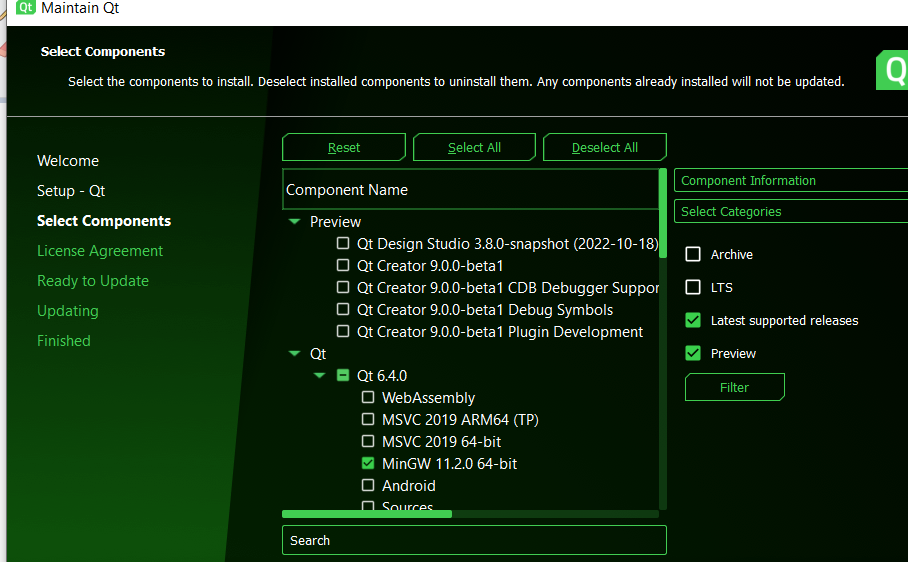 Qt Maintain Qt
Select Components
Select the components to install. Deselect installed components to uninstall them. Any components already installed will not be updated.
Qt
Welcome
Setup - Qt
Select Components
License Agreement
Ready to Update
Updating
Finished
Reset
Select All
Deselect All
Component Name
Preview
Qt Design Studio 3.8.0-snapshot (2022-10-18)
Qt Creator 9.0.0-beta1
Qt Creator 9.0.0-beta1 CDB Debugger Suppor
Qt Creator 9.0.0-beta1 Debug Symbols
Qt Creator 9.0.0-beta1 Plugin Development
Qt
Qt 6.4.0
WebAssembly
MSVC 2019 ARM64 (TP)
MSVC 2019 64-bit
MinGW 11.2.0 64-bit
Android
Sources
Search
Component Information
Select Categories
Archive
LTS
Latest supported releases
Preview
Filter